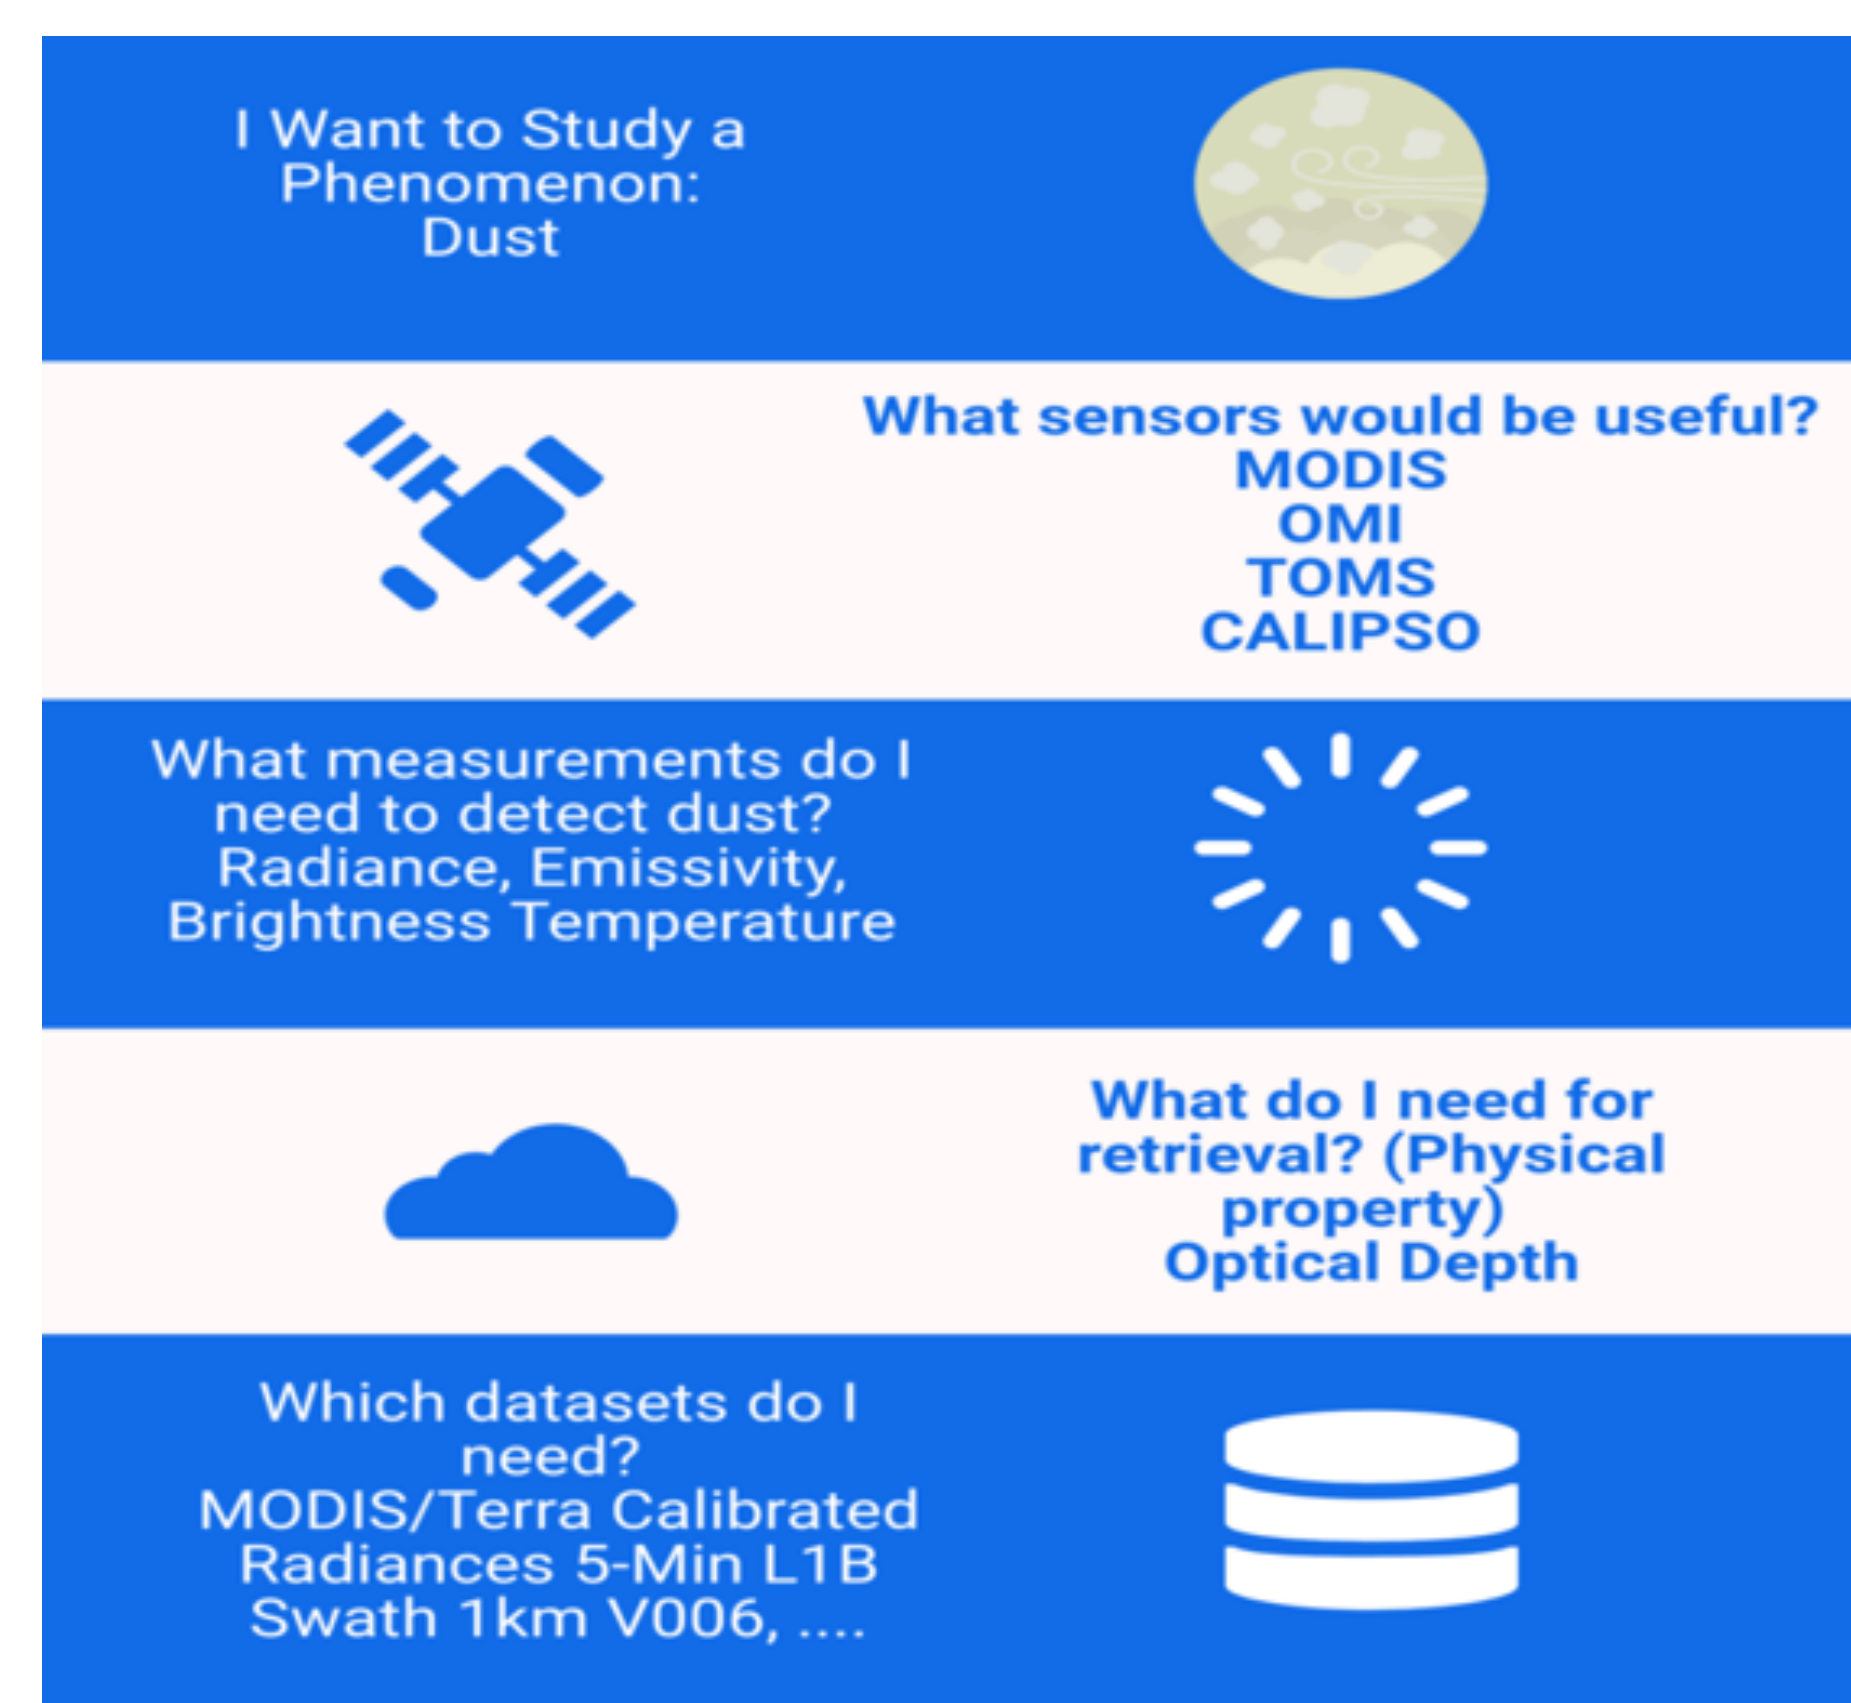 I Want to Study a
Phenomenon:
Dust
What sensors would be useful?
MODIS
OMI
TOMS
CALIPSO
What measurements do I
need to detect dust?
Radiance, Emissivity,
Brightness Temperature
What do I need for
retrieval? (Physical
property)
Optical Depth
Which datasets do I
need?
MODIS/Terra Calibrated
Radiances 5-Min L1B
Swath 1km V006, ....